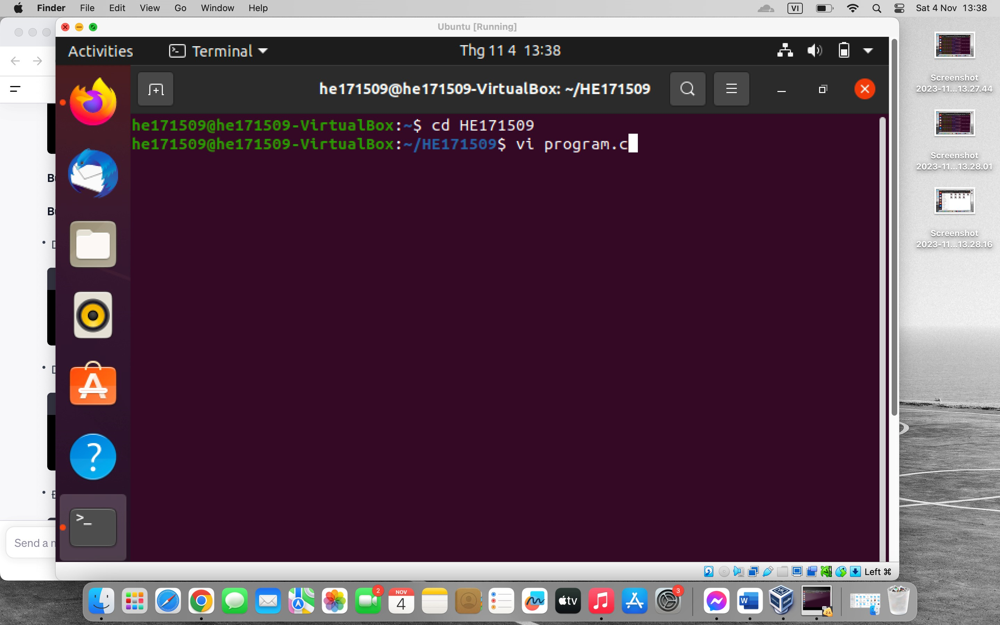 Finder File Edit View Go Window Help
VI
Sat 4 Nov 13:38
Ubuntu [Running]
Activities
Terminal
Thg 11 4 13:38
he171509@he171509-VirtualBox: ~/HE171509
he171509@he171509-VirtualBox:~$ cd HE171509
he171509@he171509-VirtualBox:~/HE171509$ vi program.c
Screenshot
2023-11...13.27.44
Screenshot
2023-11...13.28.01
Screenshot
2023-11...13.28.16
Send a
Left ⌘
2
NOV
4
tv
3
W
2.6